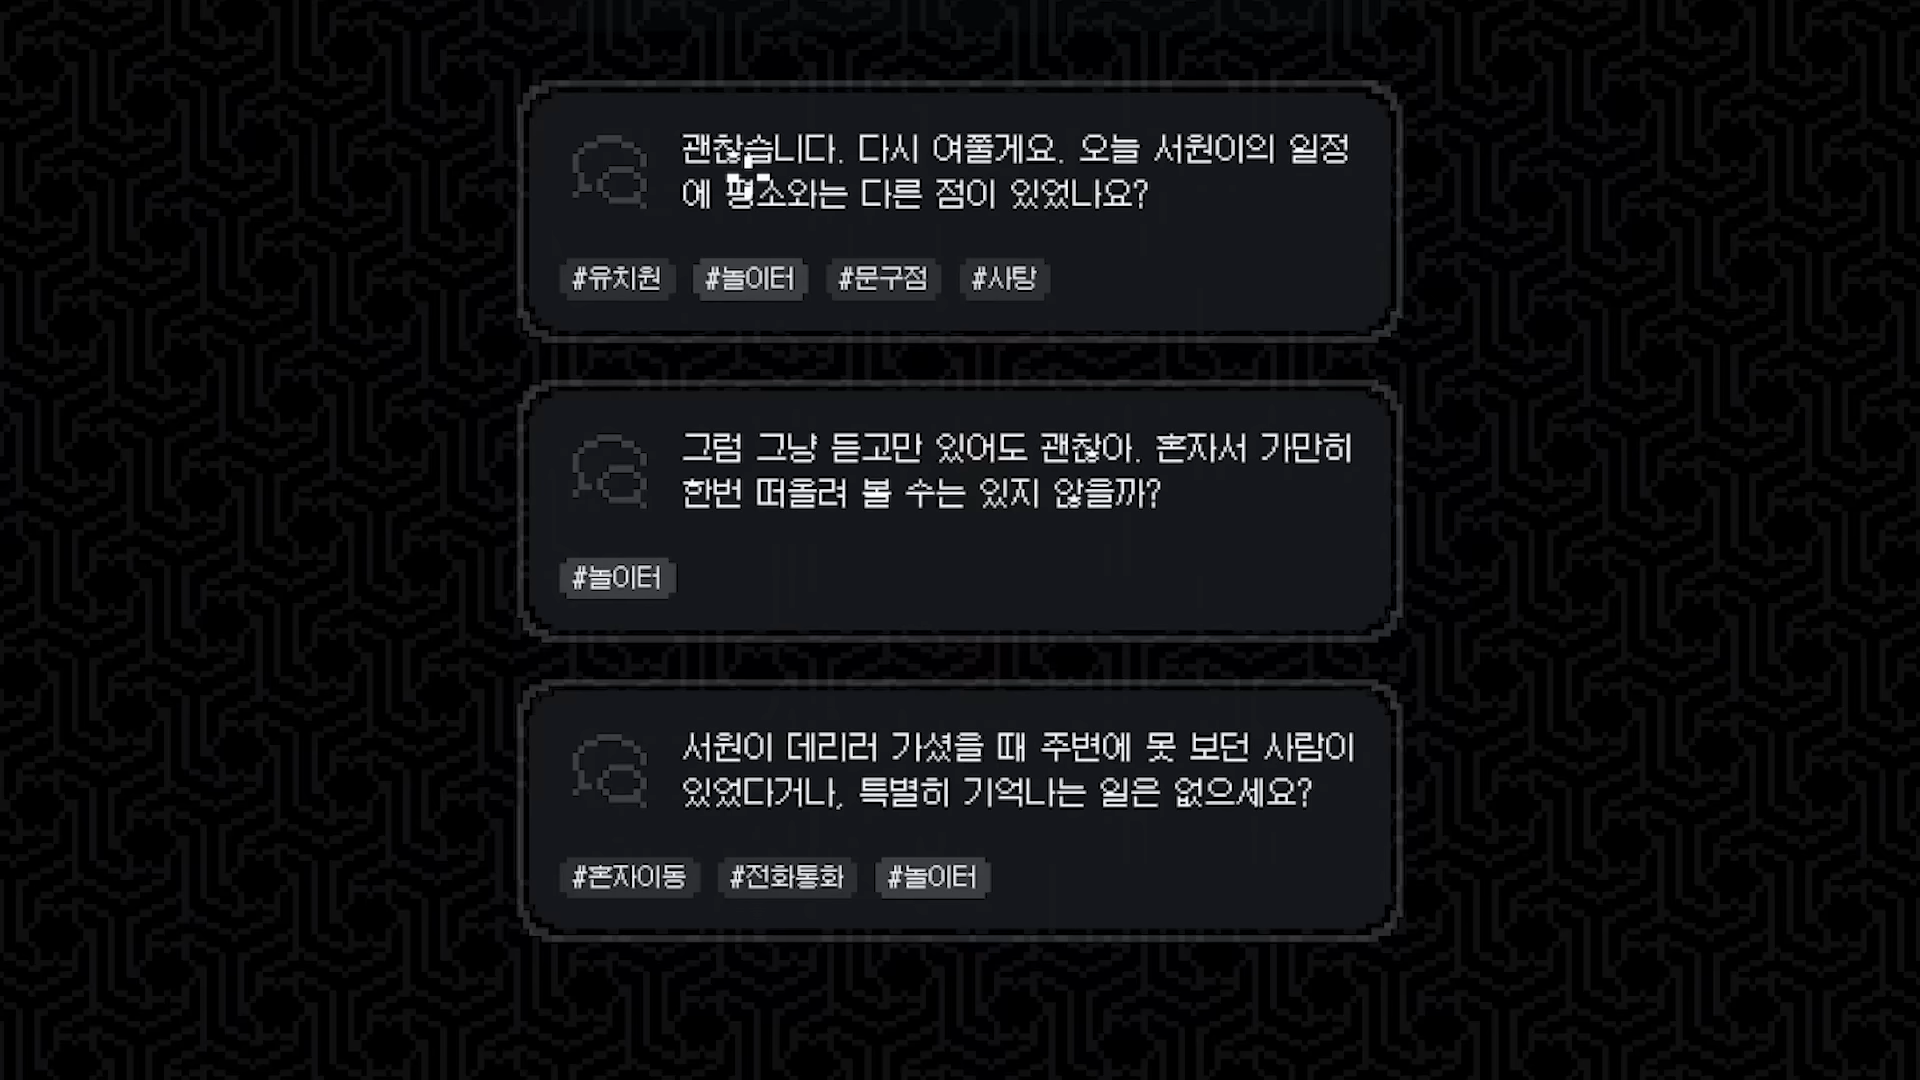 괜찮습니다. 다시 여쭐게요. 오늘 서원이의 일정
에 평소와는 다른 점이 있었나요?
#유치원 #놀이터 #문구점 #사탕
그럼 그냥 듣고만 있어도 괜찮아. 혼자서 가만히
한번 떠올려 볼 수는 있지 않을까?
#놀이터
서원이 데리러 가셨을 때 주변에 못 보던 사람이
있었다거나, 특별히 기억나는 일은 없으세요?
#혼자이동 #전화통화 #놀이터